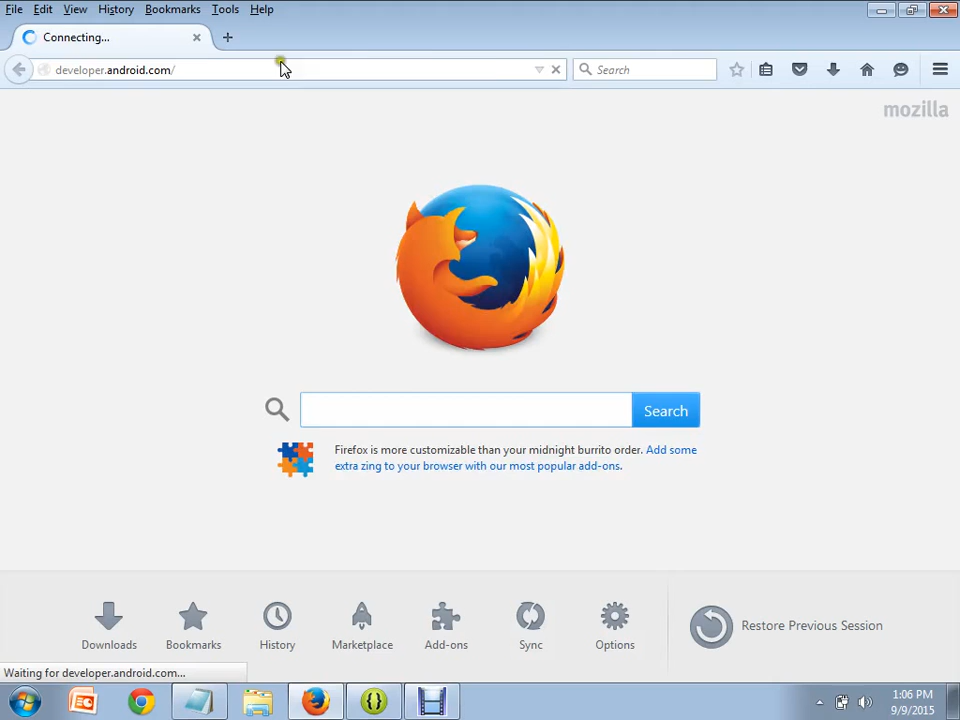 File Edit View History Bookmarks Tools Help
Connecting...
developer.android.com/
Search
mozilla
Search
Firefox is more customizable than your midnight burrito order. Add some
extra zing to your browser with our most popular add-ons.
Downloads Bookmarks History Marketplace Add-ons Sync Options
Restore Previous Session
Waiting for developer.android.com...
1:06 PM
9/9/2015